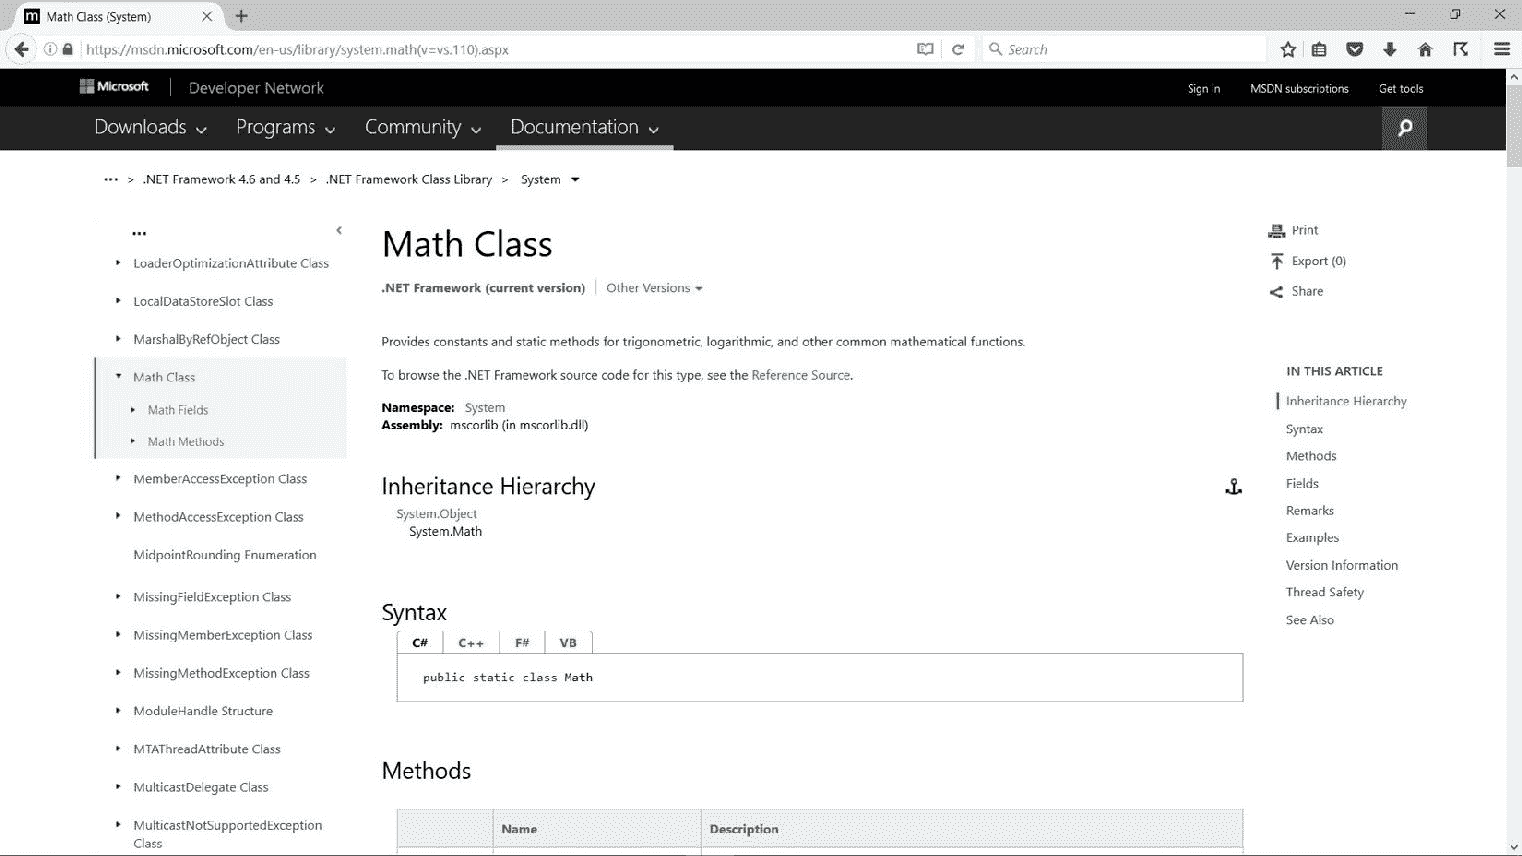 Math Class (System)
https://msdn.microsoft.com/en-us/library/system.math(v=vs.110).aspx
Search
Microsoft
Developer Network
Sign in
MSDN subscriptions
Get tools
Downloads
Programs
Community
Documentation
... > .NET Framework 4.6 and 4.5 > .NET Framework Class Library > System
...
LoaderOptimizationAttribute Class
LocalDataStoreSlot Class
MarshalByRefObject Class
Math Class
Math Fields
Math Methods
MemberAccessException Class
MethodAccessException Class
MidpointRounding Enumeration
MissingFieldException Class
MissingMemberException Class
MissingMethodException Class
ModuleHandle Structure
MTAThreadAttribute Class
MulticastDelegate Class
MulticastNotSupportedException
Class
Math Class
.NET Framework (current version)
Other Versions
Provides constants and static methods for trigonometric, logarithmic, and other common mathematical functions.
To browse the .NET Framework source code for this type, see the Reference Source.
Namespace: System
Assembly: mscorlib (in mscorlib.dll)
Inheritance Hierarchy
System.Object
System.Math
Syntax
C# C++ F# VB
public static class Math
Methods
Name
Description
Print
Export (0)
Share
IN THIS ARTICLE
Inheritance Hierarchy
Syntax
Methods
Fields
Remarks
Examples
Version Information
Thread Safety
See Also